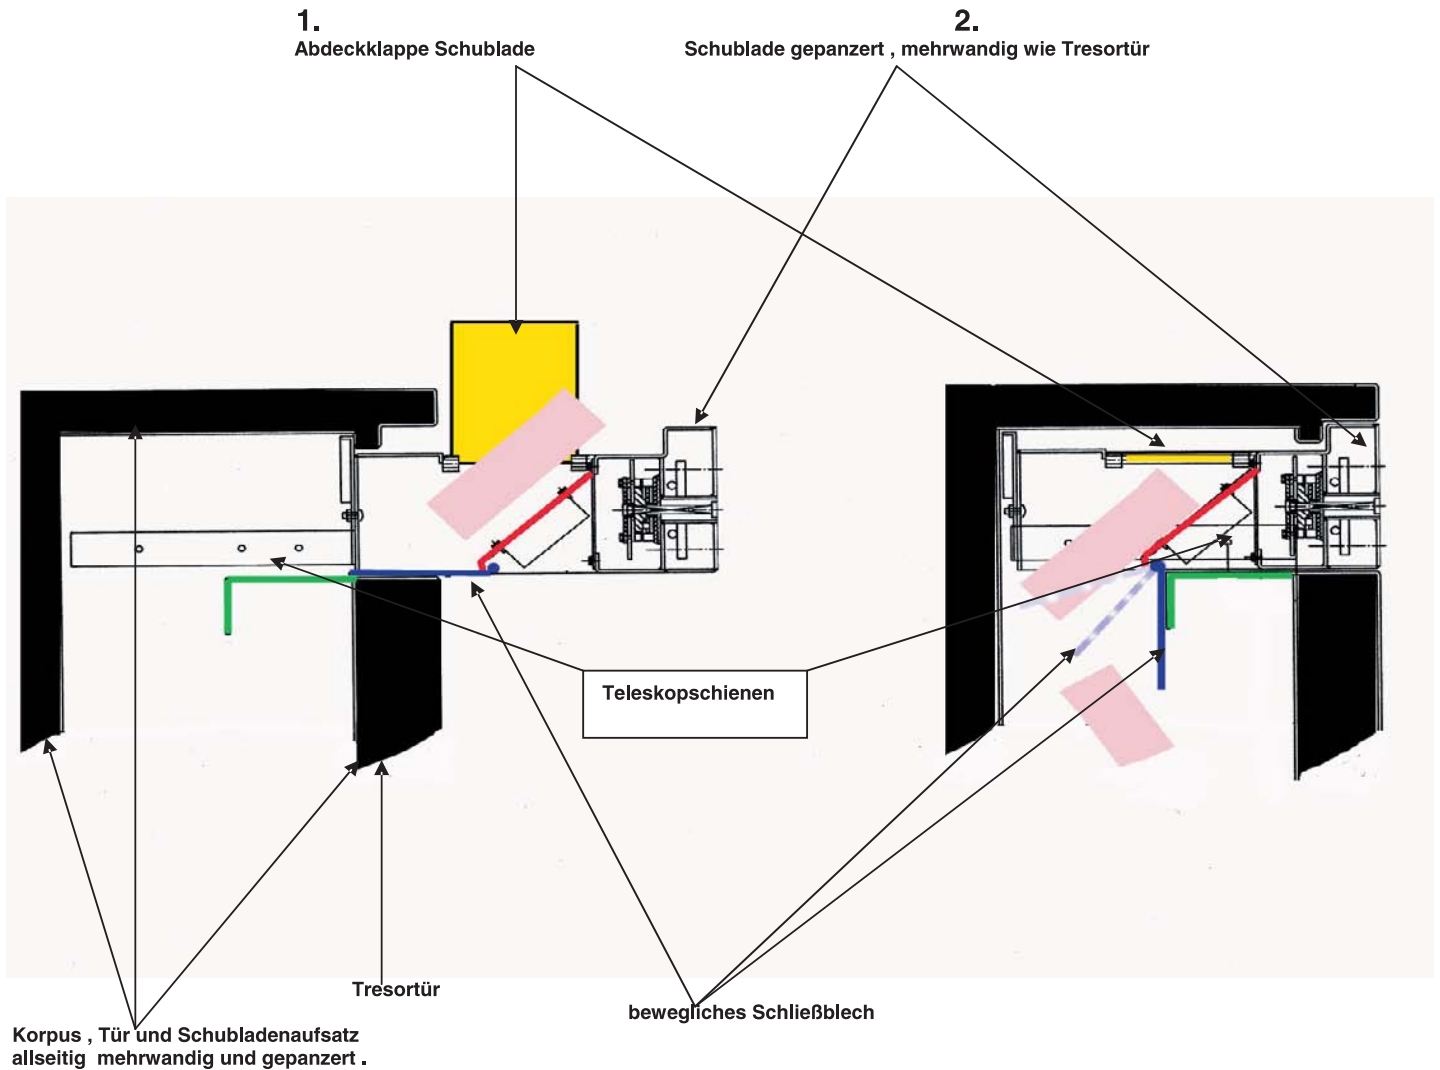 1.
Abdeckklappe Schublade
2.
Schublade gepanzert , mehrwandig wie Tresortür
Teleskopschienen
Tresortür
bewegliches Schließblech
Korpus , Tür und Schubladenaufsatz
allseitig mehrwandig und gepanzert .